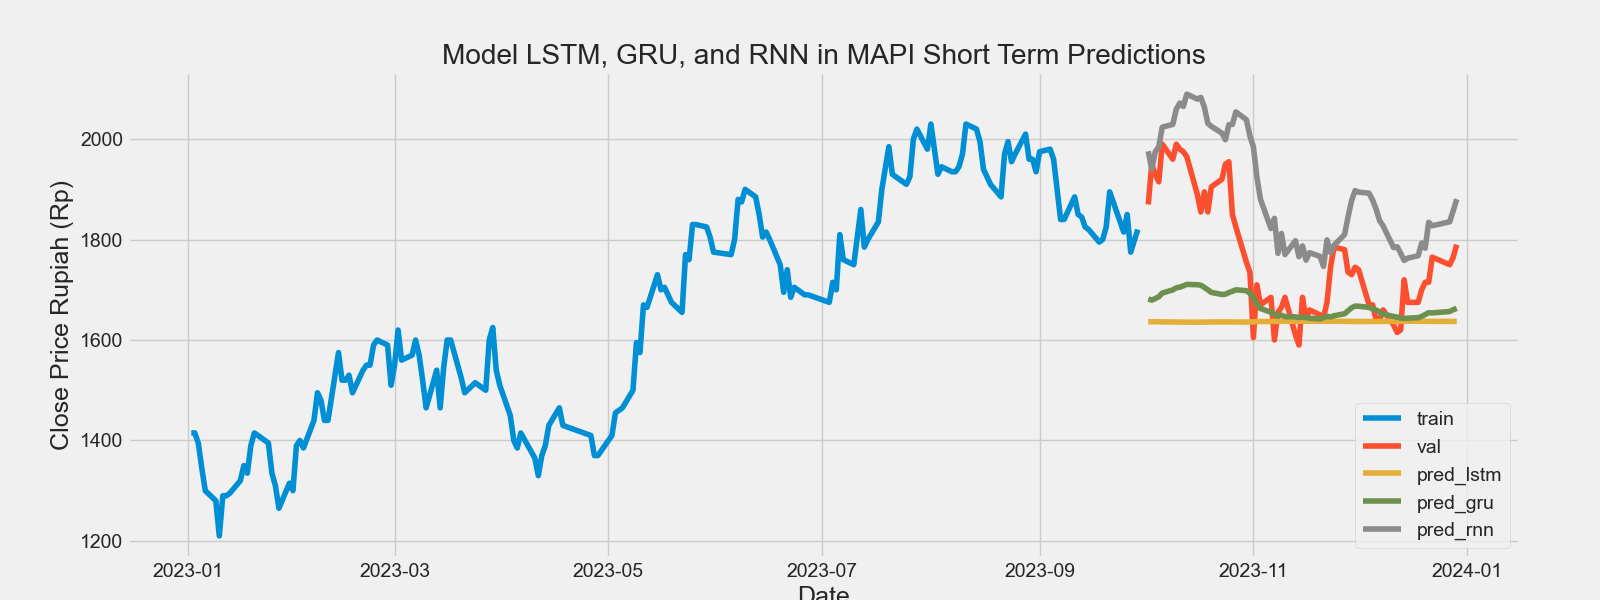 Model LSTM, GRU, and RNN in MAPI Short Term Predictions
Close Price Rupiah (Rp)
2000
1800
1600
1400
1200
train
val
pred_lstm
pred_gru
pred_rnn
2023-01 2023-03 2023-05 2023-07 2023-09 2023-11 2024-01
Date